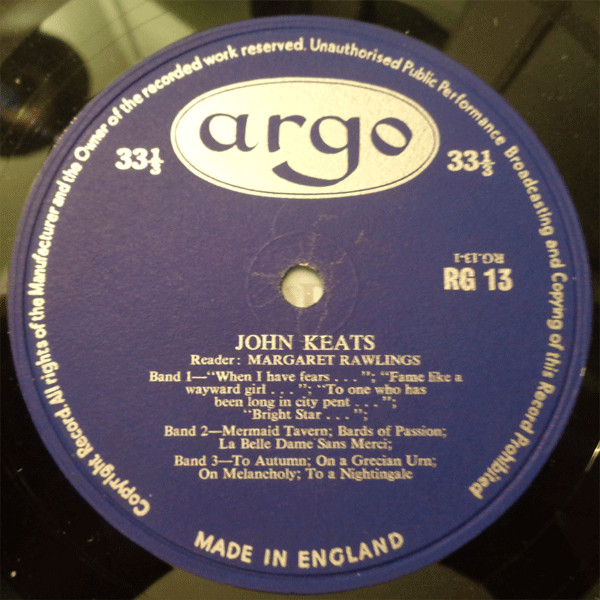 Copyright Record. All rights of the Manufacturer and the Owner of the recorded work reserved. Unauthorised Public Performance Broadcasting and Copying of this Record Prohibited
argo
33⅓ 33⅓
RG.13-1
RG 13
JOHN KEATS
Reader: MARGARET RAWLINGS
Band 1—"When I have fears . . ."; "Fame like a
wayward girl . . ."; "To one who has
been long in city pent . . .";
"Bright Star . . .";
Band 2—Mermaid Tavern; Bards of Passion;
La Belle Dame Sans Merci;
Band 3—To Autumn; On a Grecian Urn;
On Melancholy; To a Nightingale
MADE IN ENGLAND